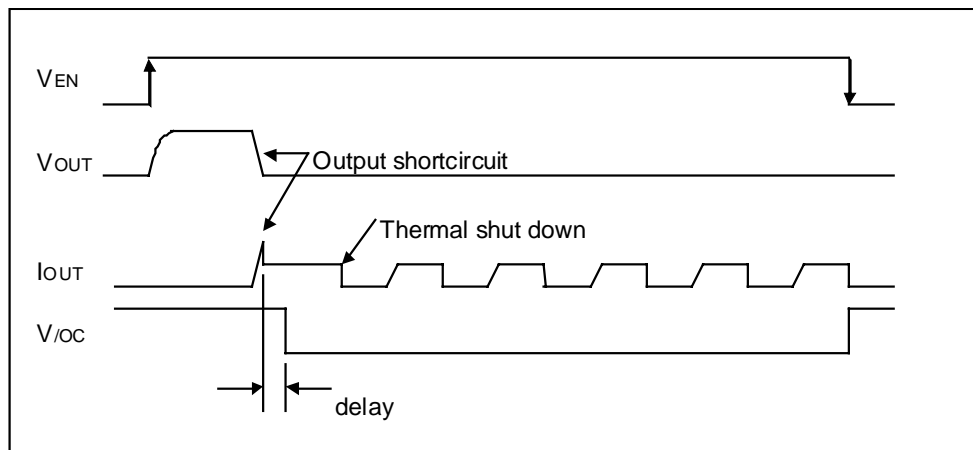 VEN
VOUT
Output shortcircuit
Thermal shut down
IOUT
V/OC
delay